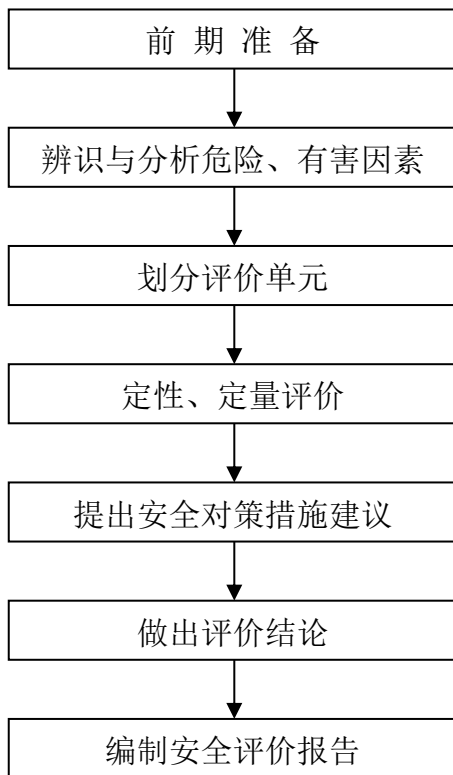 前 期 准 备
辨识与分析危险、有害因素
划分评价单元
定性、定量评价
提出安全对策措施建议
做出评价结论
编制安全评价报告